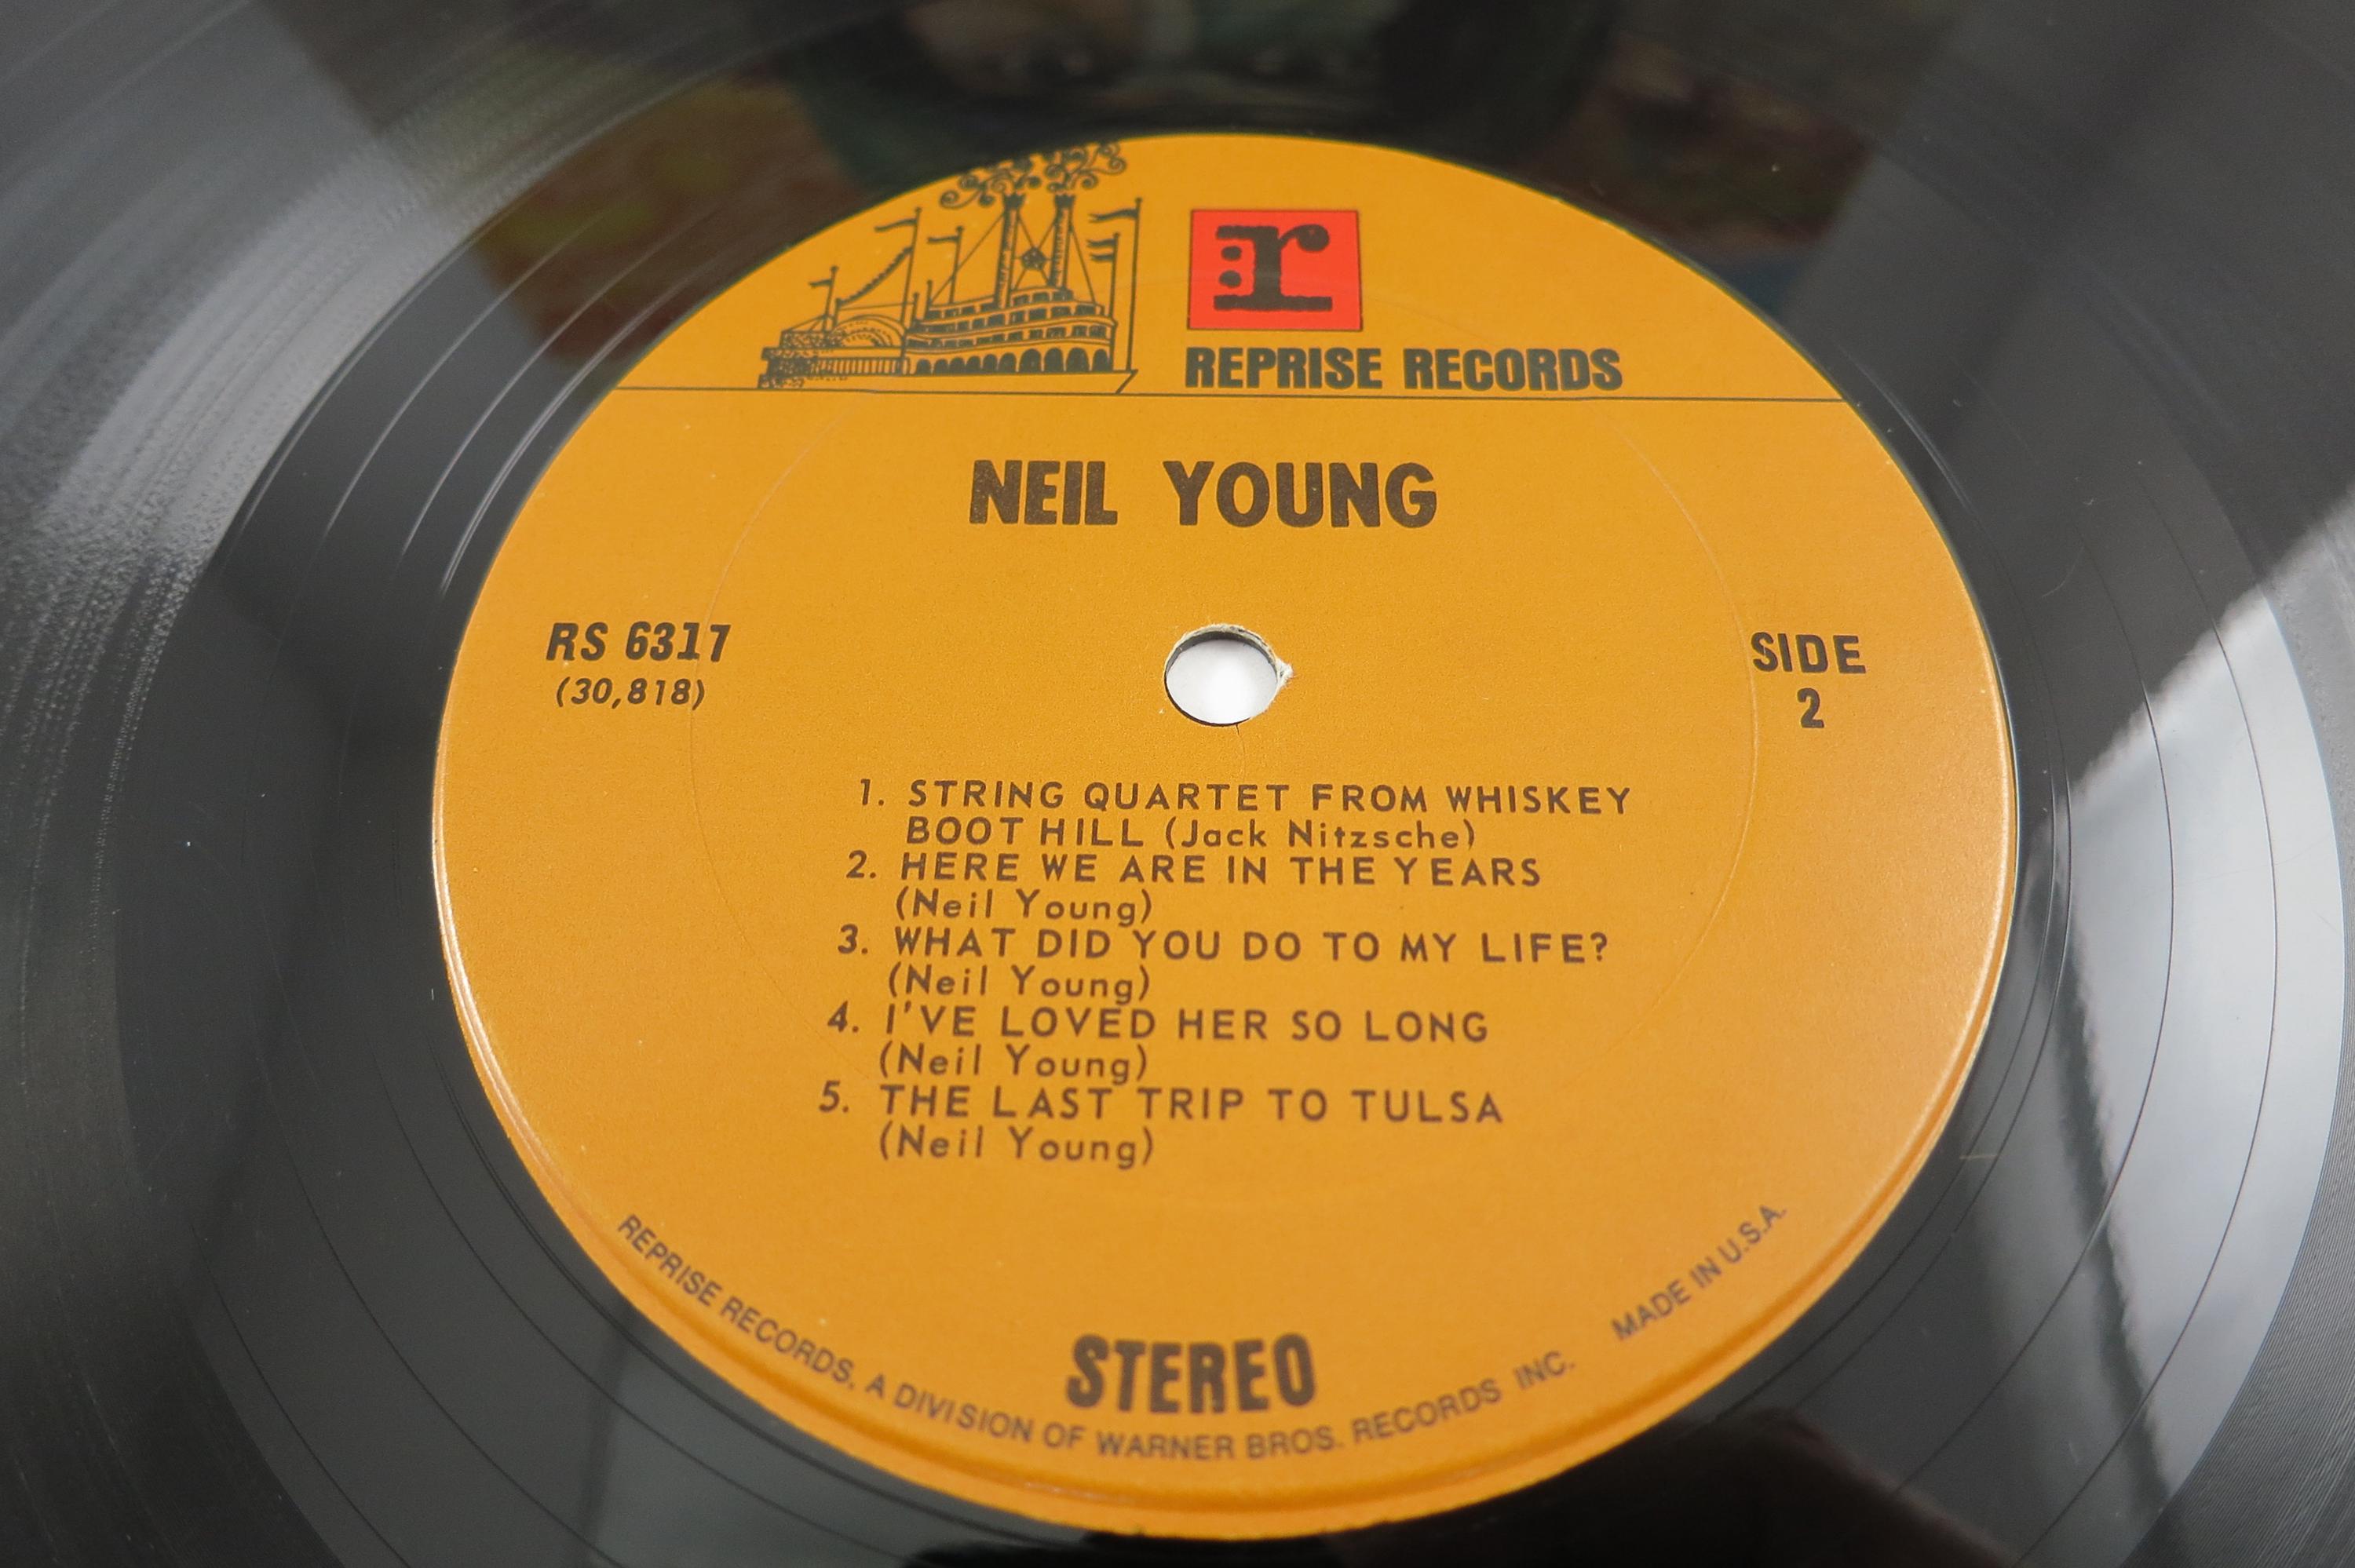 r
REPRISE RECORDS
NEIL YOUNG
RS 6317
(30,818)
SIDE
2
1. STRING QUARTET FROM WHISKEY
BOOT HILL (Jack Nitzsche)
2. HERE WE ARE IN THE YEARS
(Neil Young)
3. WHAT DID YOU DO TO MY LIFE?
(Neil Young)
4. I'VE LOVED HER SO LONG
(Neil Young)
5. THE LAST TRIP TO TULSA
(Neil Young)
STEREO
REPRISE RECORDS, A DIVISION OF WARNER BROS. RECORDS INC. MADE IN U.S.A.